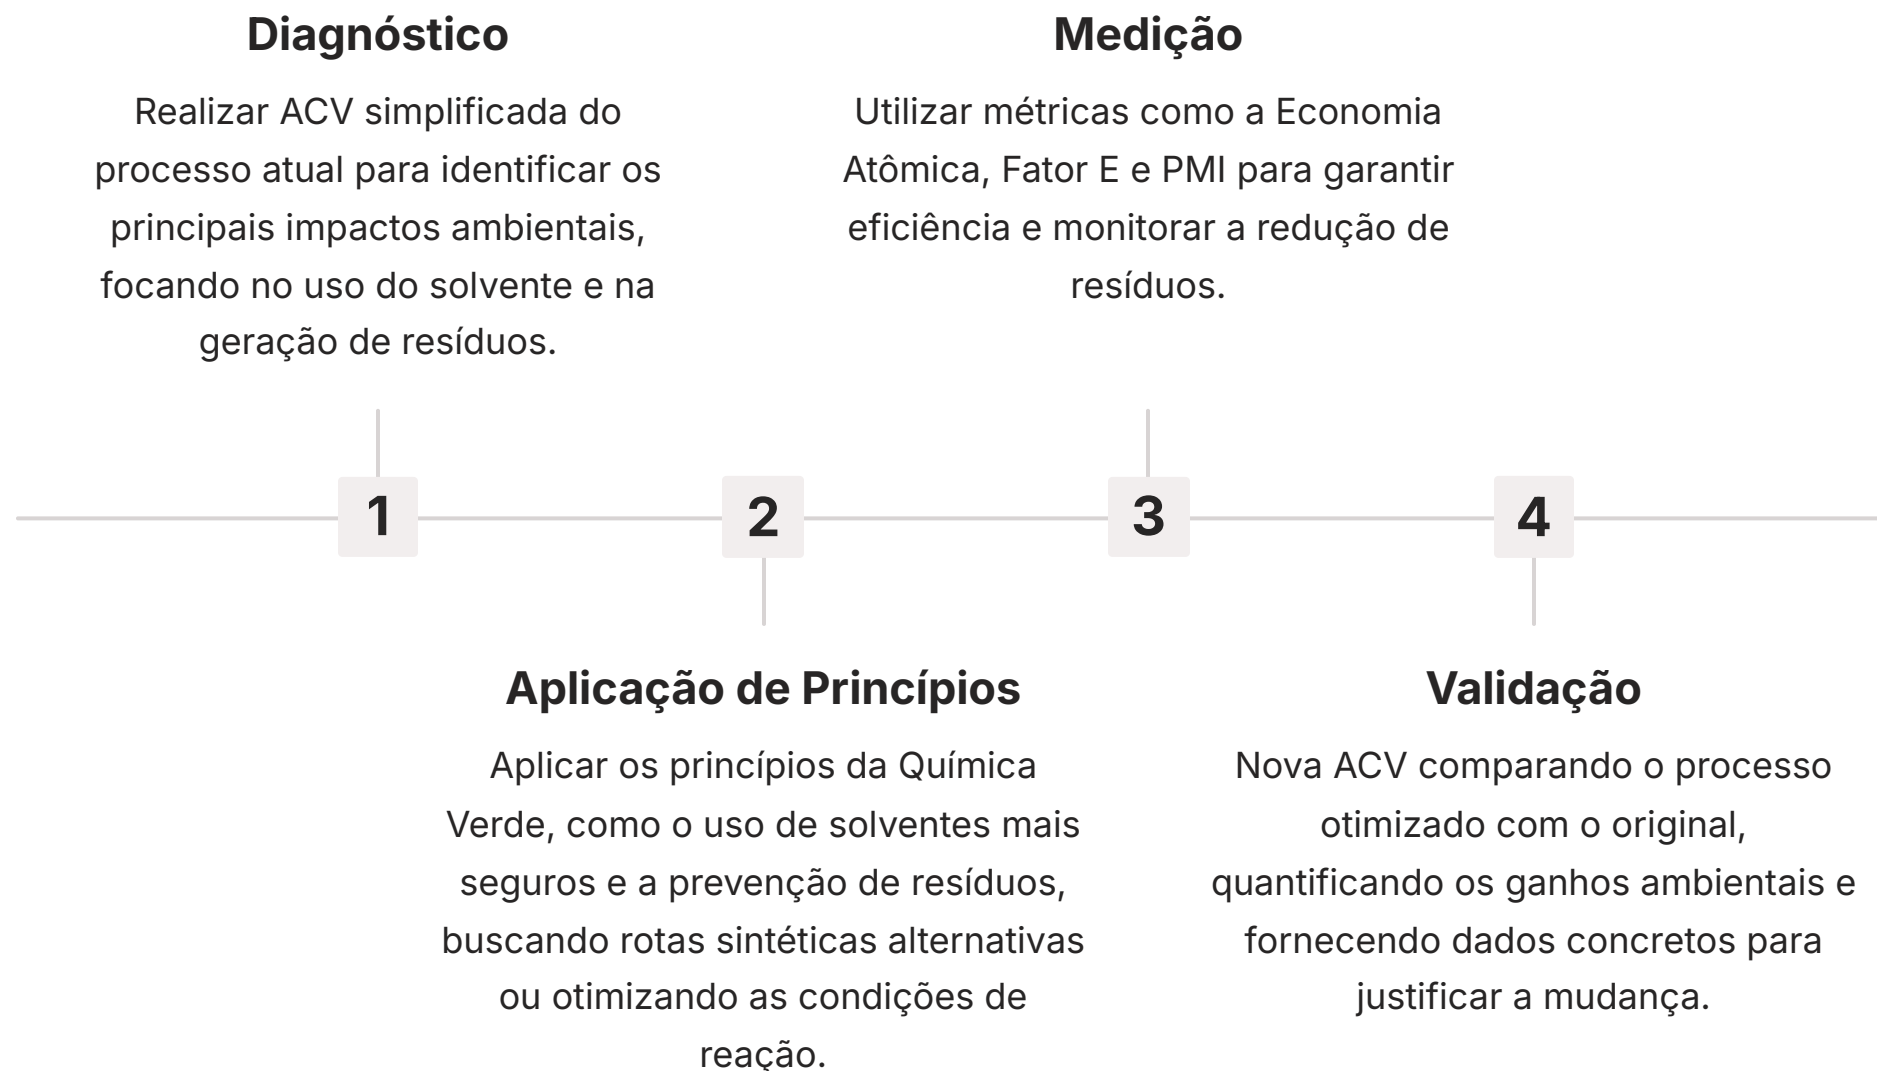 Diagnóstico
Realizar ACV simplificada do
processo atual para identificar os
principais impactos ambientais,
focando no uso do solvente e na
geração de resíduos.
Medição
Utilizar métricas como a Economia
Atômica, Fator E e PMI para garantir
eficiência e monitorar a redução de
resíduos.
1
2
3
4
Aplicação de Princípios
Aplicar os princípios da Química
Verde, como o uso de solventes mais
seguros e a prevenção de resíduos,
buscando rotas sintéticas alternativas
ou otimizando as condições de
reação.
Validação
Nova ACV comparando o processo
otimizado com o original,
quantificando os ganhos ambientais e
fornecendo dados concretos para
justificar a mudança.